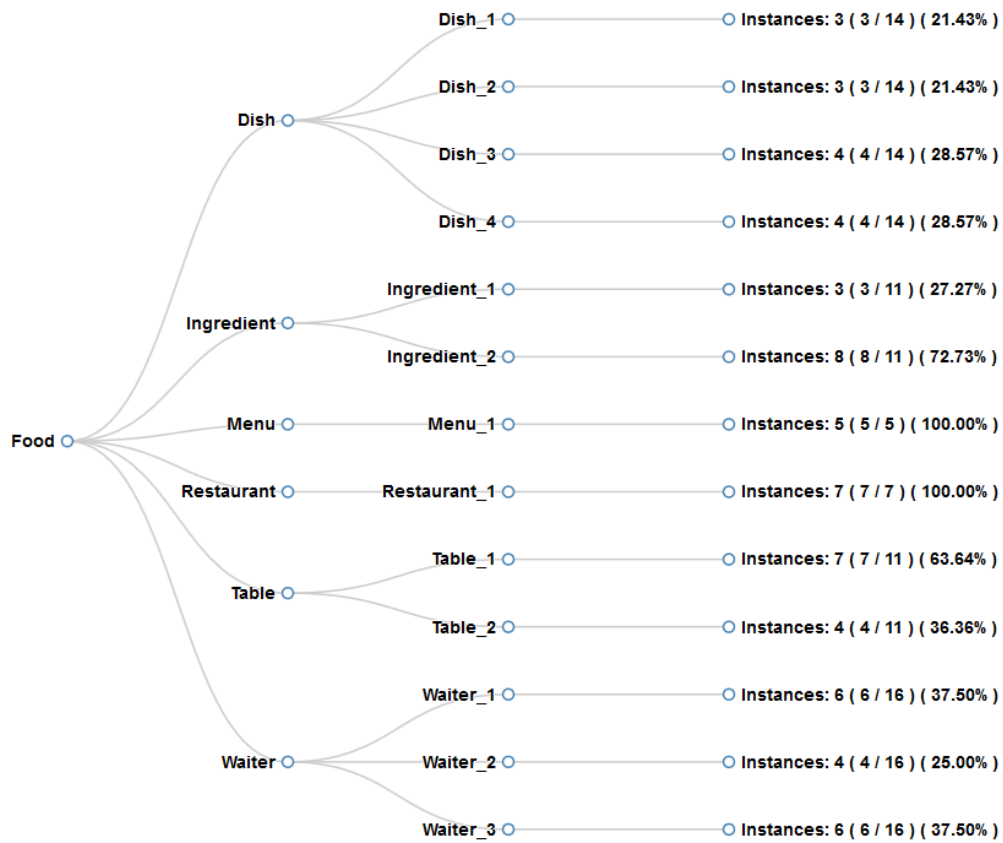 Dish_1 Instances: 3 ( 3 / 14 ) ( 21.43% )
Dish_2 Instances: 3 ( 3 / 14 ) ( 21.43% )
Dish
Dish_3 Instances: 4 ( 4 / 14 ) ( 28.57% )
Dish_4 Instances: 4 ( 4 / 14 ) ( 28.57% )
Ingredient_1 Instances: 3 ( 3 / 11 ) ( 27.27% )
Ingredient
Ingredient_2 Instances: 8 ( 8 / 11 ) ( 72.73% )
Menu Menu_1 Instances: 5 ( 5 / 5 ) ( 100.00% )
Food
Restaurant Restaurant_1 Instances: 7 ( 7 / 7 ) ( 100.00% )
Table_1 Instances: 7 ( 7 / 11 ) ( 63.64% )
Table
Table_2 Instances: 4 ( 4 / 11 ) ( 36.36% )
Waiter_1 Instances: 6 ( 6 / 16 ) ( 37.50% )
Waiter Waiter_2 Instances: 4 ( 4 / 16 ) ( 25.00% )
Waiter_3 Instances: 6 ( 6 / 16 ) ( 37.50% )